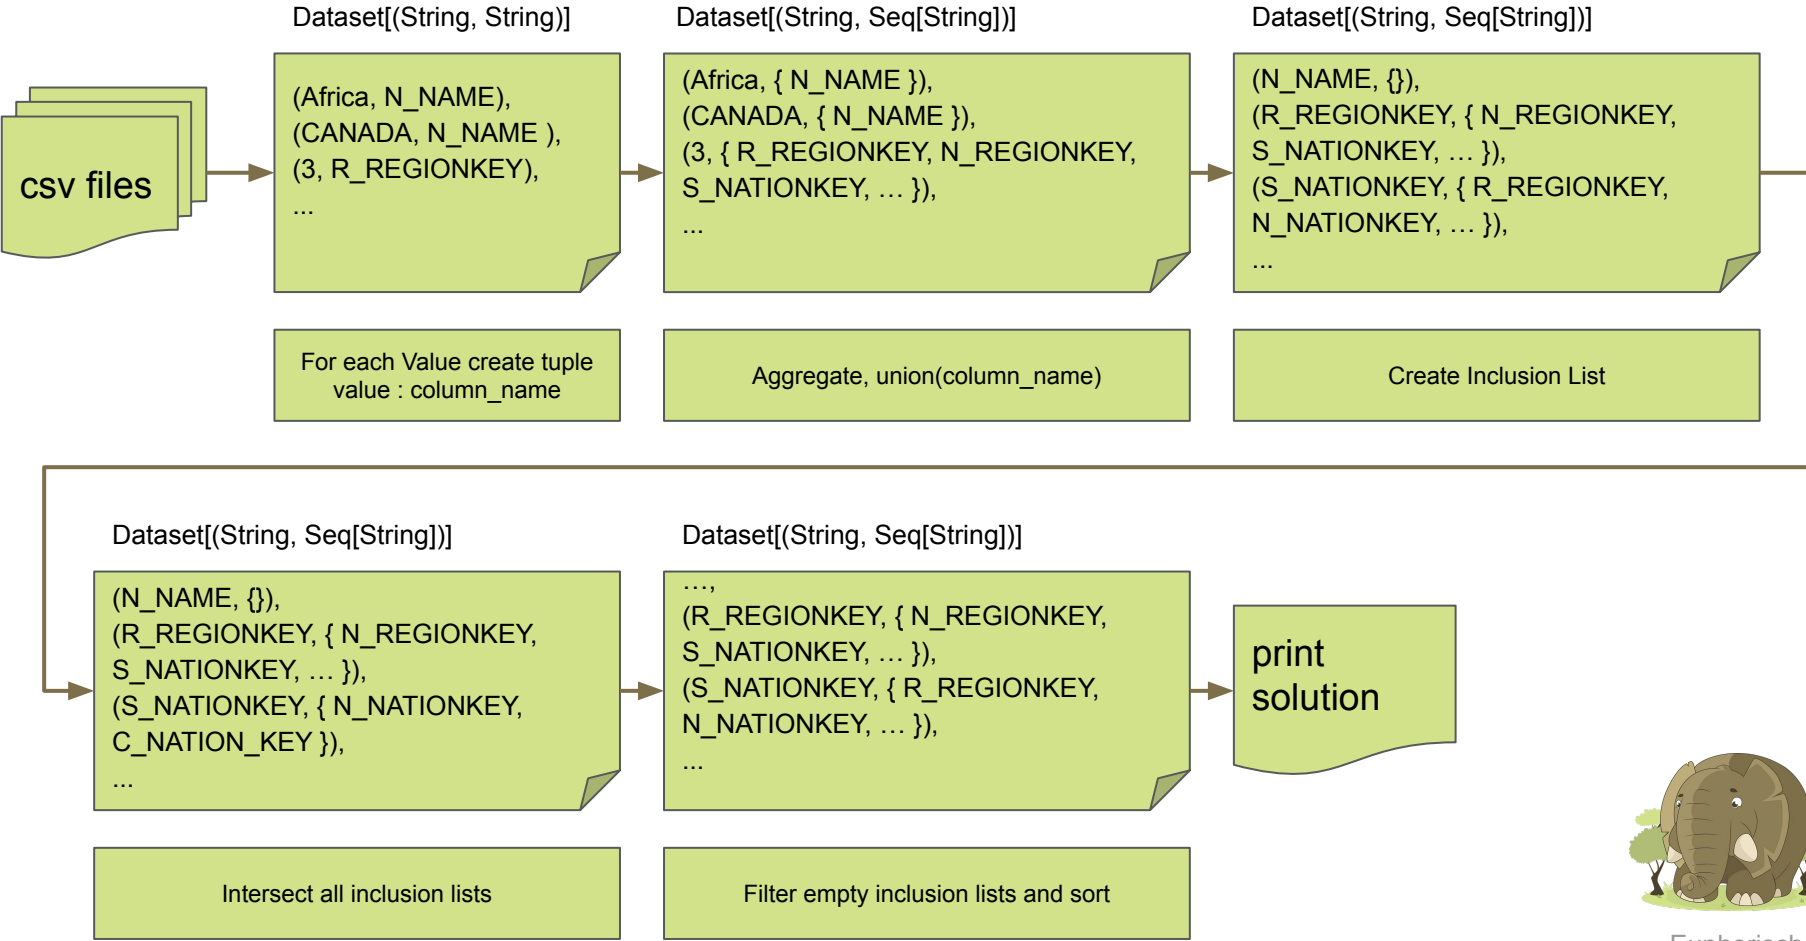 Dataset[(String, String)]
Dataset[(String, Seq[String])]
Dataset[(String, Seq[String])]
csv files
(Africa, N_NAME),
(CANADA, N_NAME ),
(3, R_REGIONKEY),
...
(Africa, { N_NAME }),
(CANADA, { N_NAME }),
(3, { R_REGIONKEY, N_REGIONKEY,
S_NATIONKEY, … }),
...
(N_NAME, {}),
(R_REGIONKEY, { N_REGIONKEY,
S_NATIONKEY, … }),
(S_NATIONKEY, { R_REGIONKEY,
N_NATIONKEY, … }),
...
For each Value create tuple
value : column_name
Aggregate, union(column_name)
Create Inclusion List
Dataset[(String, Seq[String])]
Dataset[(String, Seq[String])]
(N_NAME, {}),
(R_REGIONKEY, { N_REGIONKEY,
S_NATIONKEY, … }),
(S_NATIONKEY, { N_NATIONKEY,
C_NATION_KEY }),
...
…,
(R_REGIONKEY, { N_REGIONKEY,
S_NATIONKEY, … }),
(S_NATIONKEY, { R_REGIONKEY,
N_NATIONKEY, … }),
...
print
solution
Intersect all inclusion lists
Filter empty inclusion lists and sort